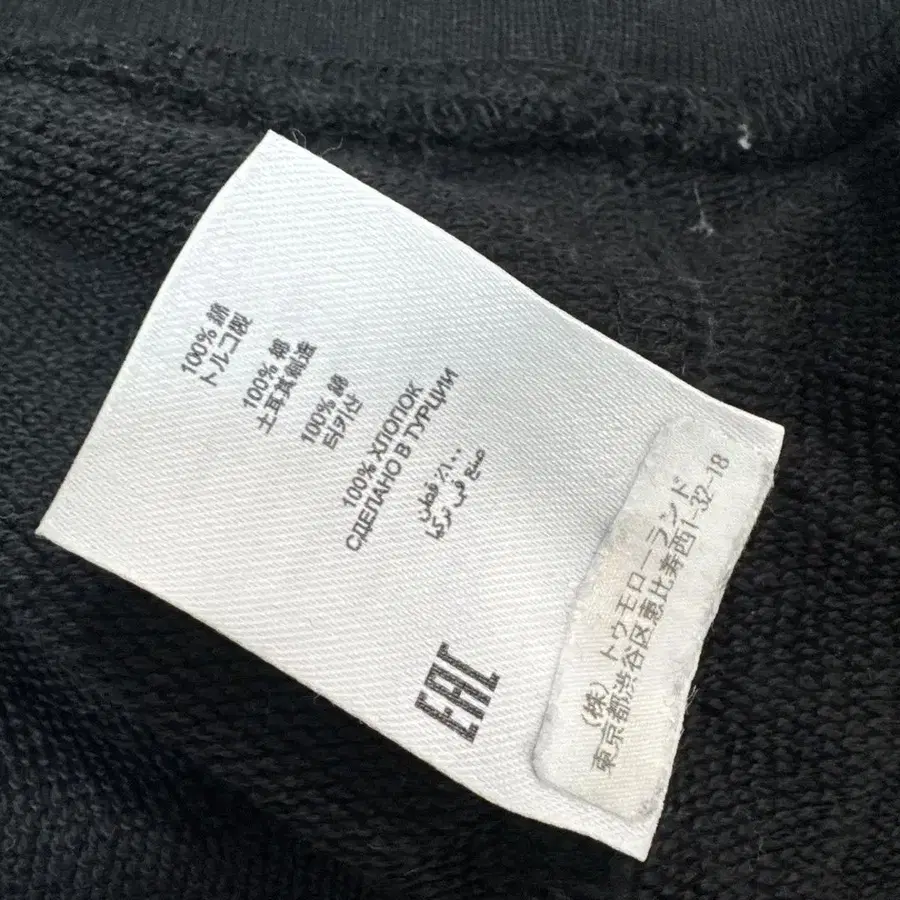 100% 綿
トルコ製
100% 棉
土耳其制造
100% 綿
터키산
100% ХЛОПОК
СДЕЛАНО В ТУРЦИИ
١٠٠٪ قطن
صنع في تركيا
EAC
(株) トゥモローランド
東京都渋谷区恵比寿西1-32-18